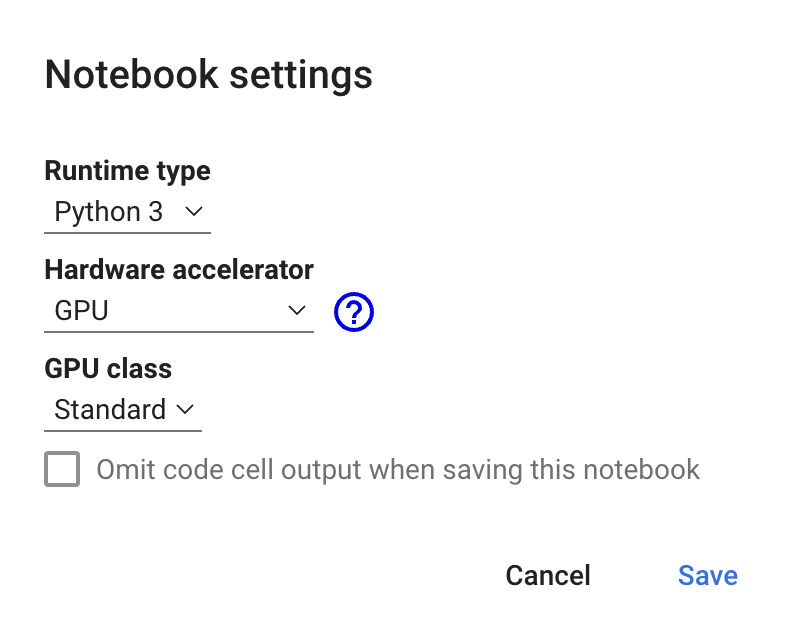 Notebook settings
Runtime type
Python 3
Hardware accelerator
GPU
?
GPU class
Standard
Omit code cell output when saving this notebook
Cancel Save